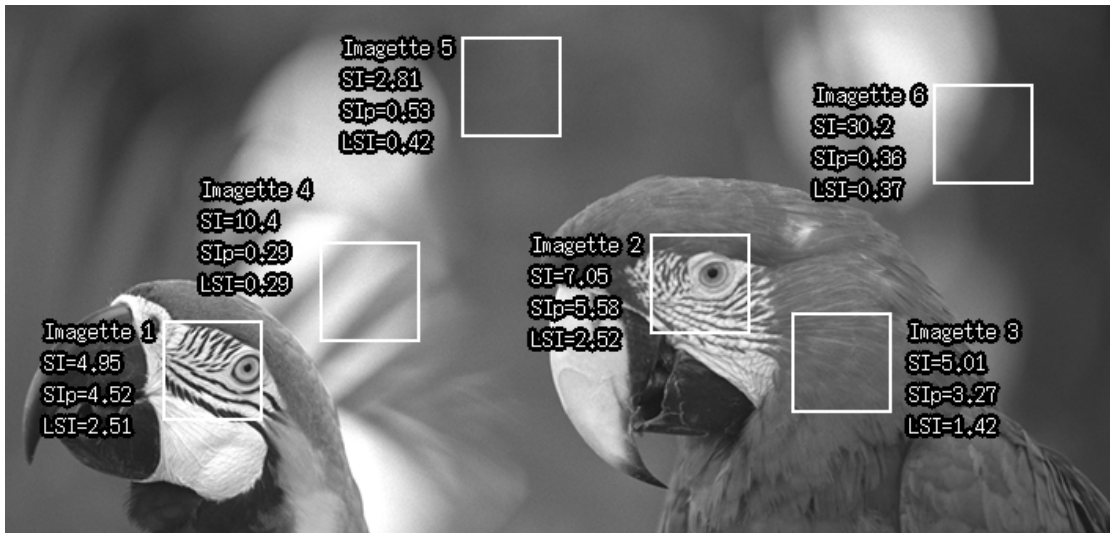 Imagette 5
SI=2.81
SIp=0.53
LSI=0.42
Imagette 6
SI=30.2
SIp=0.36
LSI=0.37
Imagette 4
SI=10.4
SIp=0.29
LSI=0.29
Imagette 2
SI=7.05
SIp=5.58
LSI=2.52
Imagette 1
SI=4.95
SIp=4.52
LSI=2.51
Imagette 3
SI=5.01
SIp=3.27
LSI=1.42